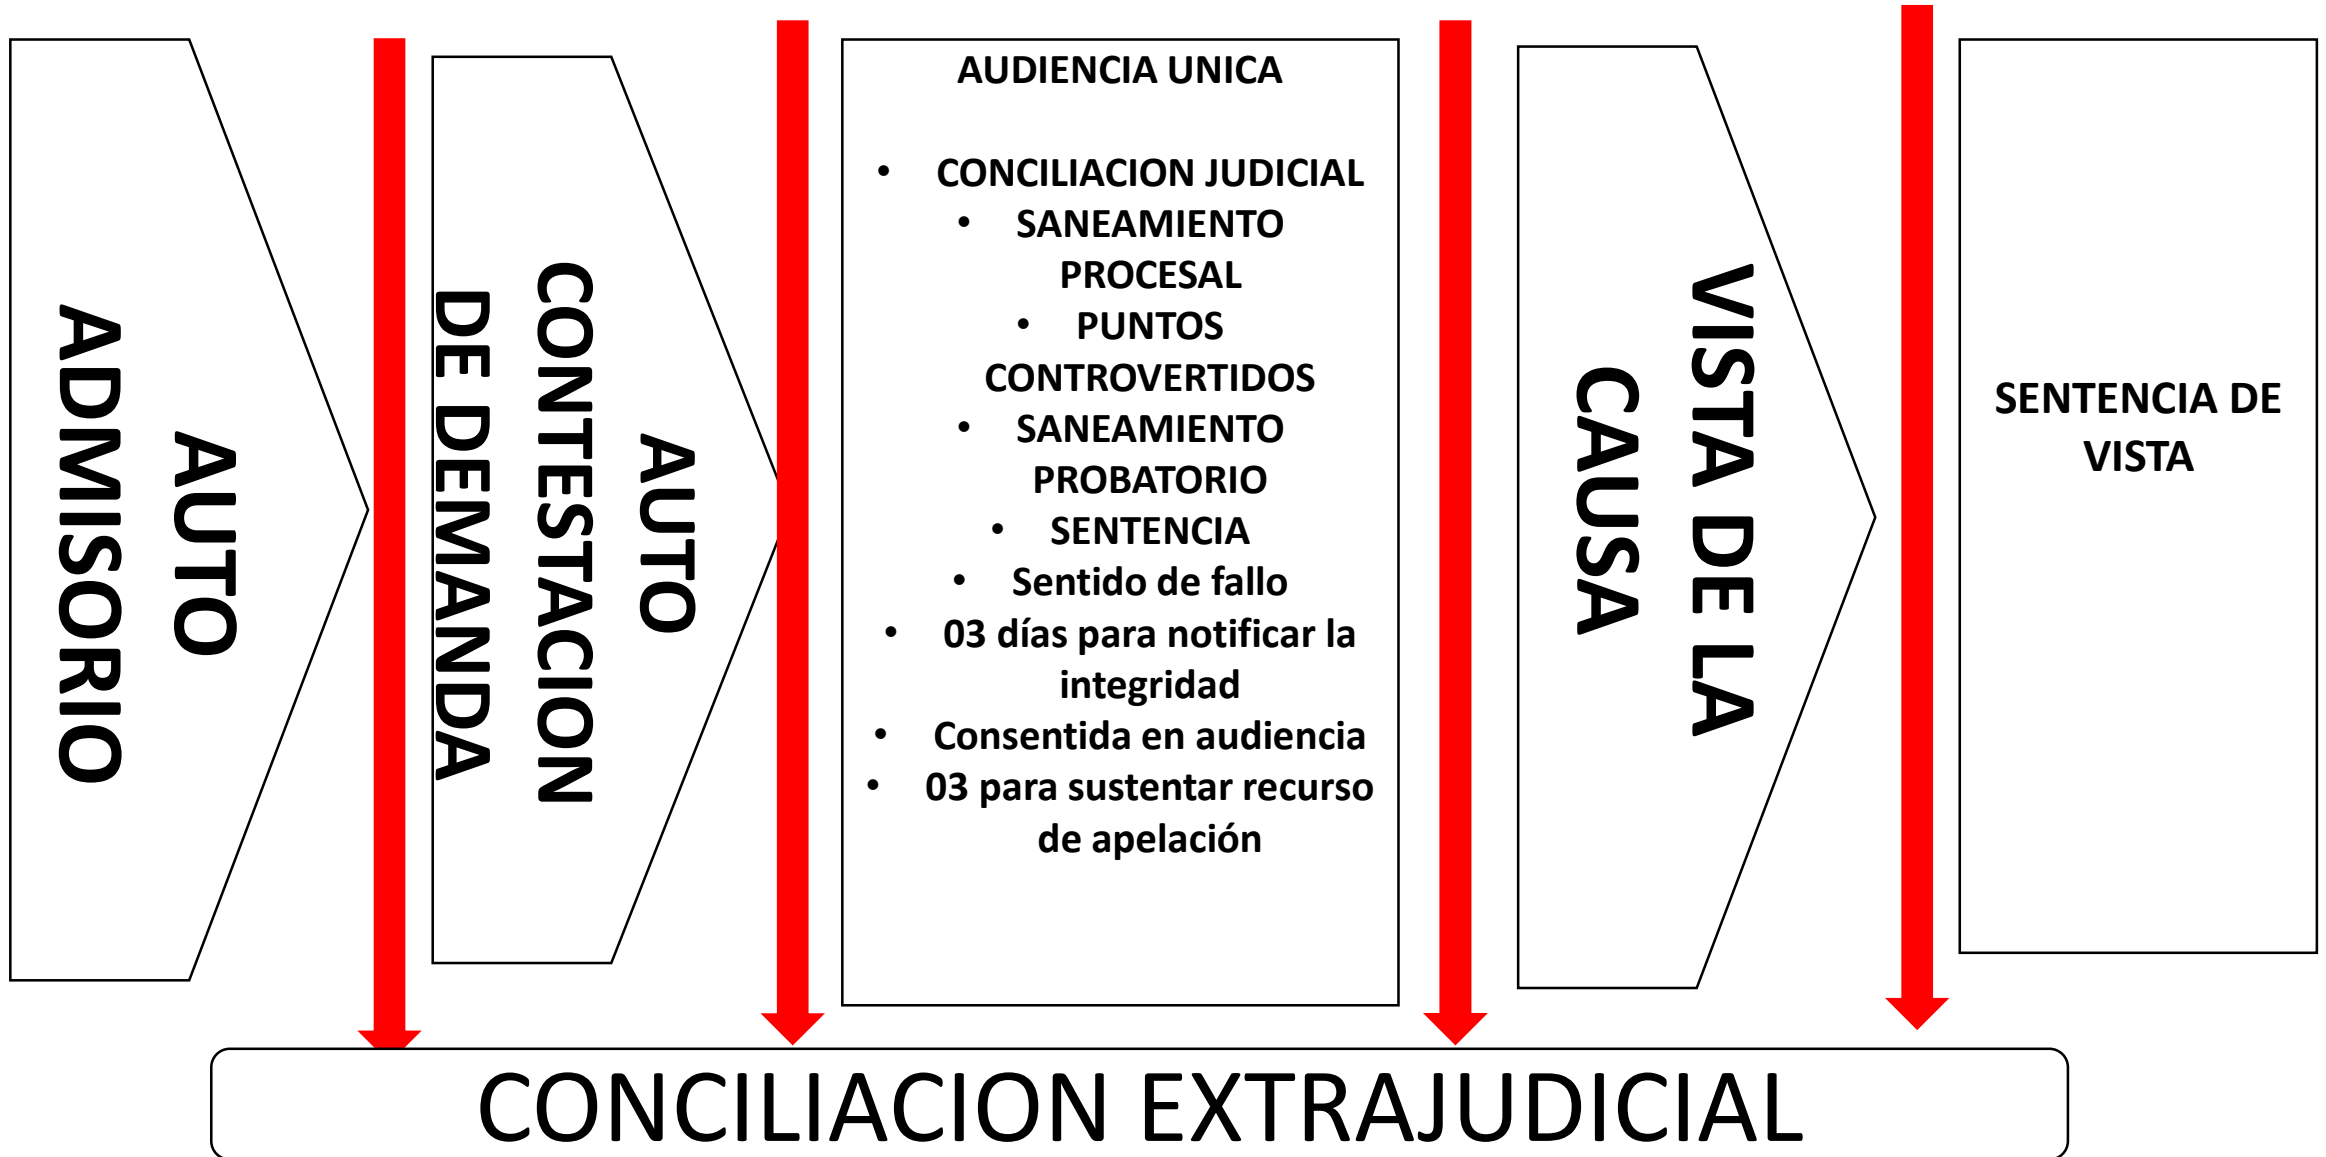 AUTO
ADMISORIO
AUTO
CONTESTACION
DE DEMANDA
AUDIENCIA UNICA
• CONCILIACION JUDICIAL
• SANEAMIENTO
PROCESAL
• PUNTOS
CONTROVERTIDOS
• SANEAMIENTO
PROBATORIO
• SENTENCIA
• Sentido de fallo
• 03 días para notificar la
integridad
• Consentida en audiencia
• 03 para sustentar recurso
de apelación
VISTA DE LA
CAUSA
SENTENCIA DE
VISTA
CONCILIACION EXTRAJUDICIAL